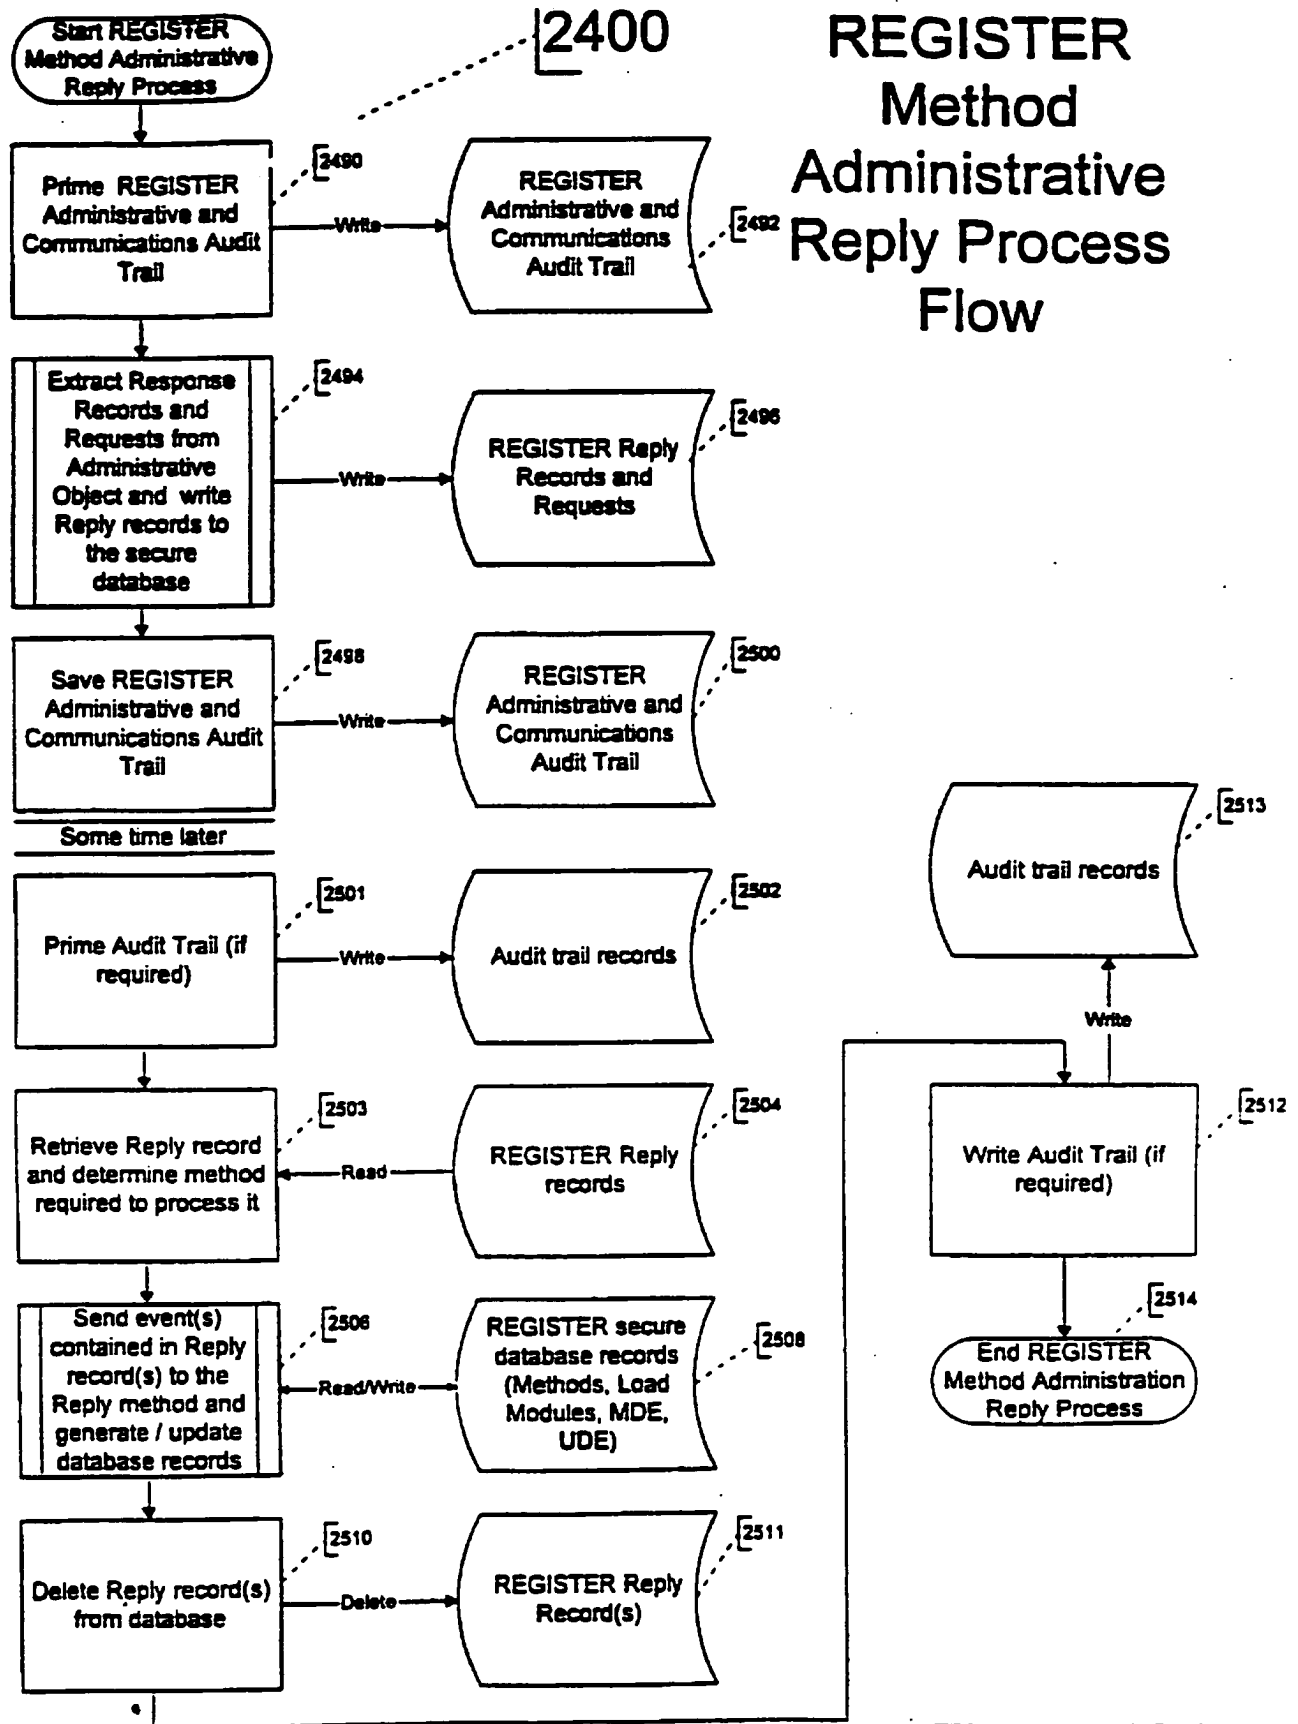 Start REGISTER
Method Administrative
Reply Process
2400
REGISTER
Method
Administrative
Reply Process
Flow
Prime REGISTER
Administrative and
Communications Audit
Trail
2490
Write
REGISTER
Administrative and
Communications
Audit Trail
2492
Extract Response
Records and
Requests from
Administrative
Object and write
Reply records to
the secure
database
2494
Write
REGISTER Reply
Records and
Requests
2496
Save REGISTER
Administrative and
Communications Audit
Trail
2498
Write
REGISTER
Administrative and
Communications
Audit Trail
2500
Some time later
Prime Audit Trail (if
required)
2501
Write
Audit trail records
2502
Retrieve Reply record
and determine method
required to process it
2503
Read
REGISTER Reply
records
2504
Send event(s)
contained in Reply
record(s) to the
Reply method and
generate / update
database records
2506
Read/Write
REGISTER secure
database records
(Methods, Load
Modules, MDE,
UDE)
2508
Delete Reply record(s)
from database
2510
Delete
REGISTER Reply
Record(s)
2511
Audit trail records
2513
Write
Write Audit Trail (if
required)
2512
2514
End REGISTER
Method Administration
Reply Process